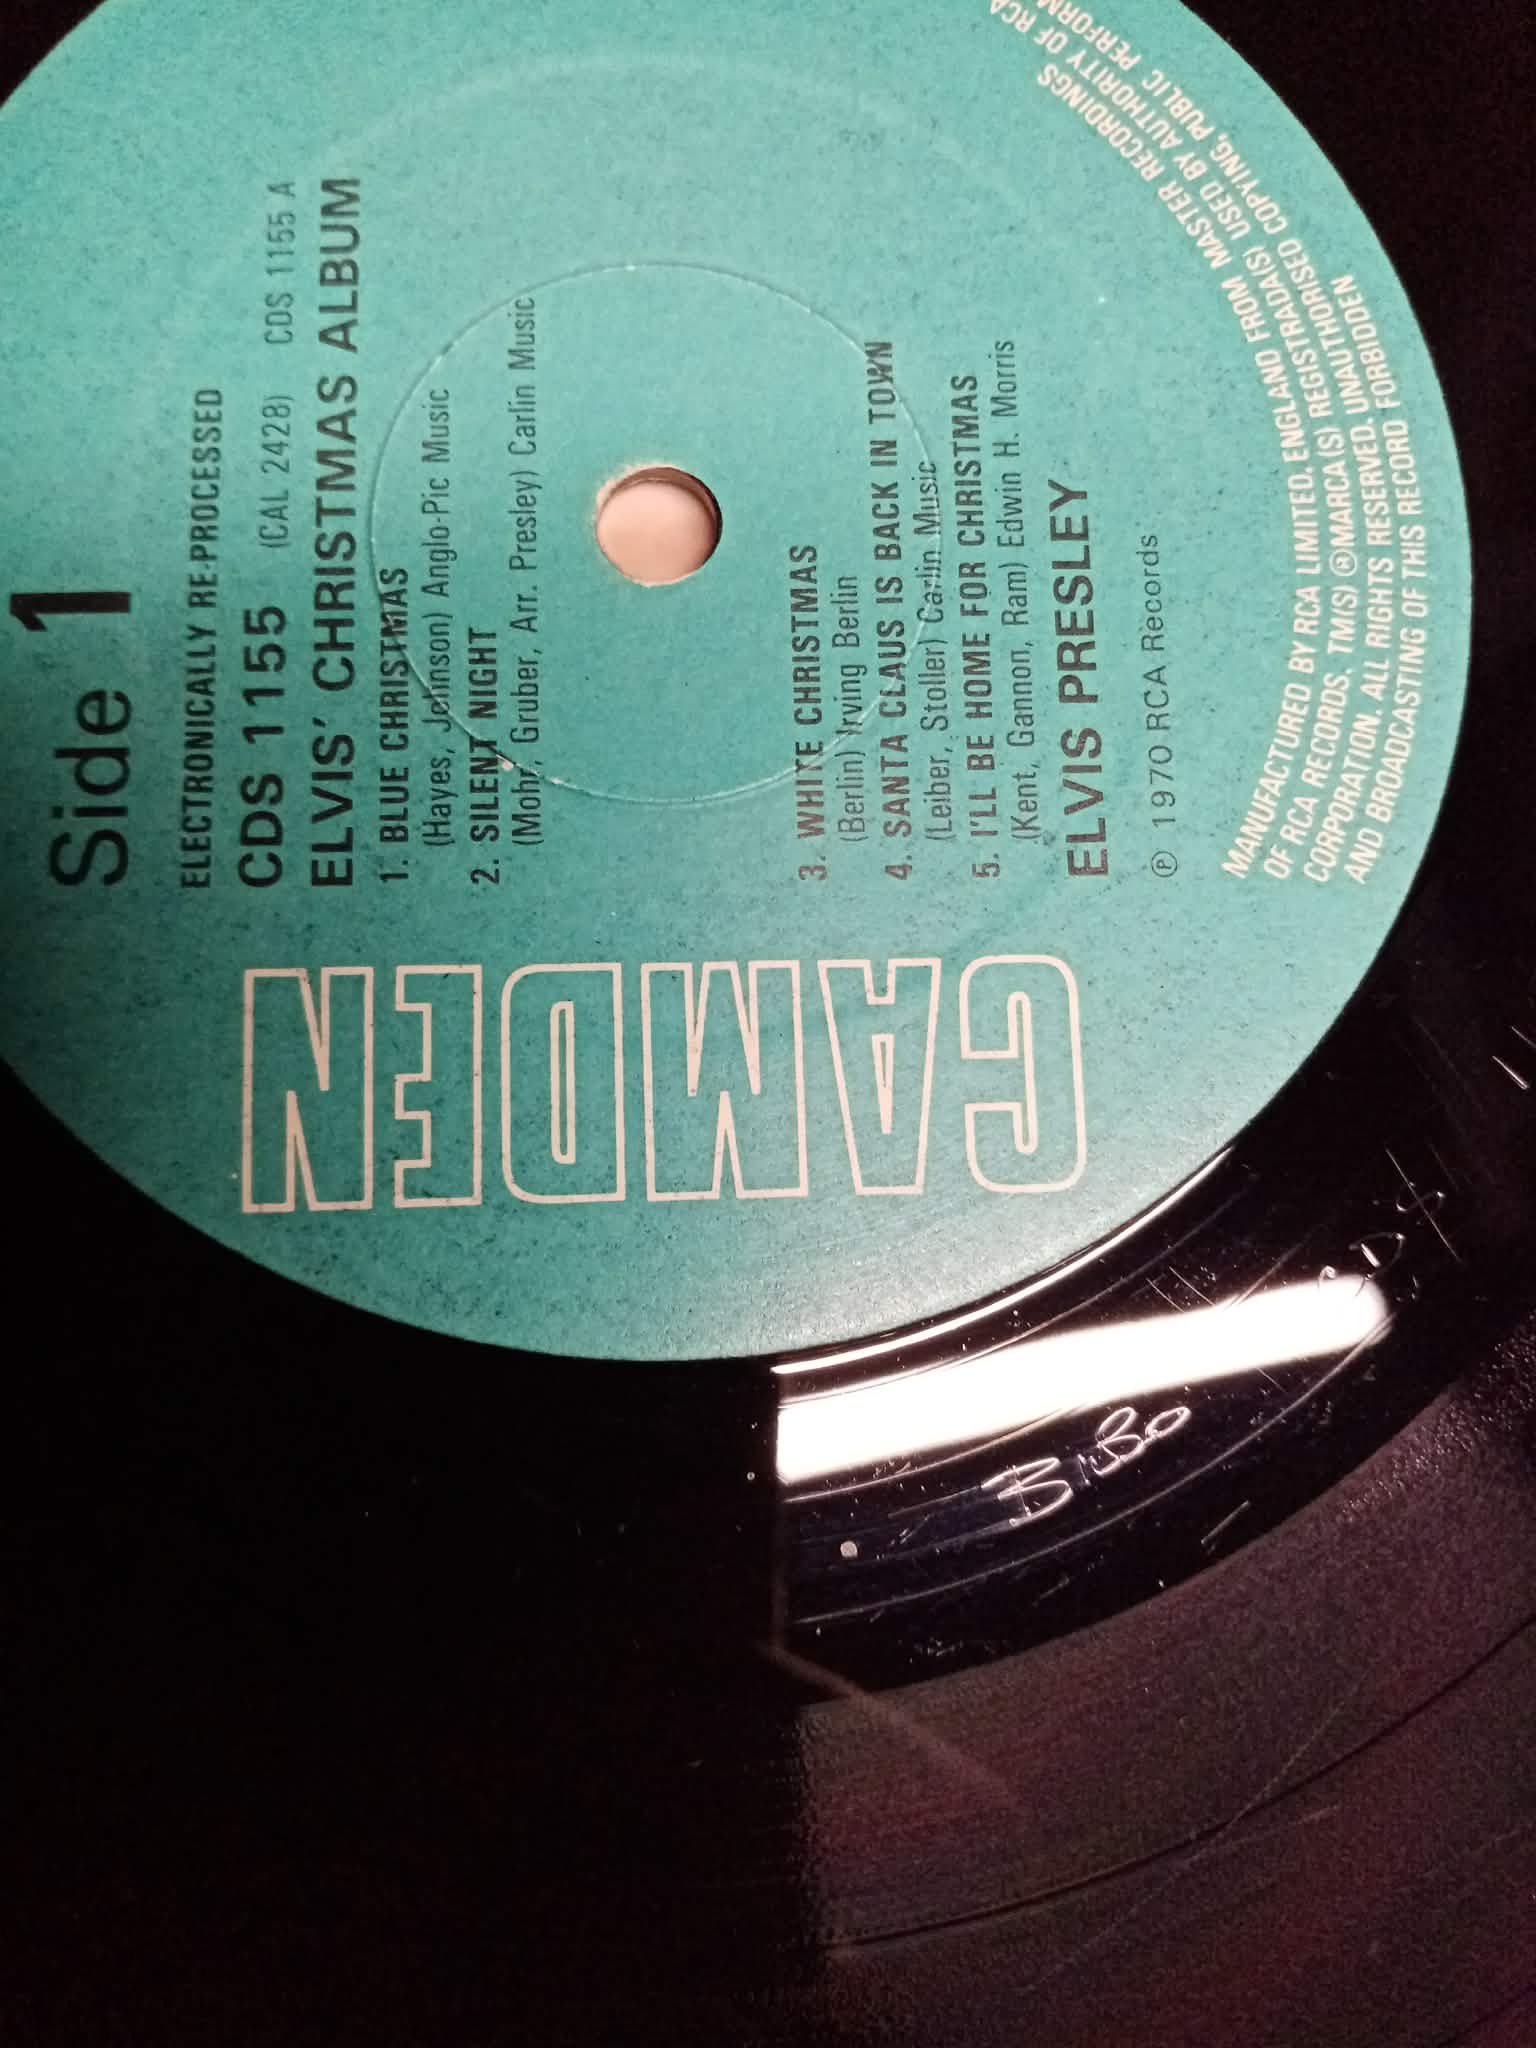 Side 1
ELECTRONICALLY RE-PROCESSED
CDS 1155 (CAL 2428) CDS 1155 A
ELVIS' CHRISTMAS ALBUM
1. BLUE CHRISTMAS
(Hayes, Johnson) Anglo-Pic Music
2. SILENT NIGHT
(Mohr, Gruber, Arr. Presley) Carlin Music
3. WHITE CHRISTMAS
(Berlin) Irving Berlin
4. SANTA CLAUS IS BACK IN TOWN
(Leiber, Stoller) Carlin Music
5. I'LL BE HOME FOR CHRISTMAS
(Kent, Gannon, Ram) Edwin H. Morris
ELVIS PRESLEY
℗ 1970 RCA Records
CAMDEN
MANUFACTURED BY RCA LIMITED. ENGLAND FROM MASTER RECORDINGS
OF RCA RECORDS. TM(S) ® MARCA(S) REGISTRADA(S) USED BY AUTHORITY OF RCA
CORPORATION. ALL RIGHTS RESERVED. UNAUTHORISED COPYING, PUBLIC PERFORM
AND BROADCASTING OF THIS RECORD FORBIDDEN
BilBo